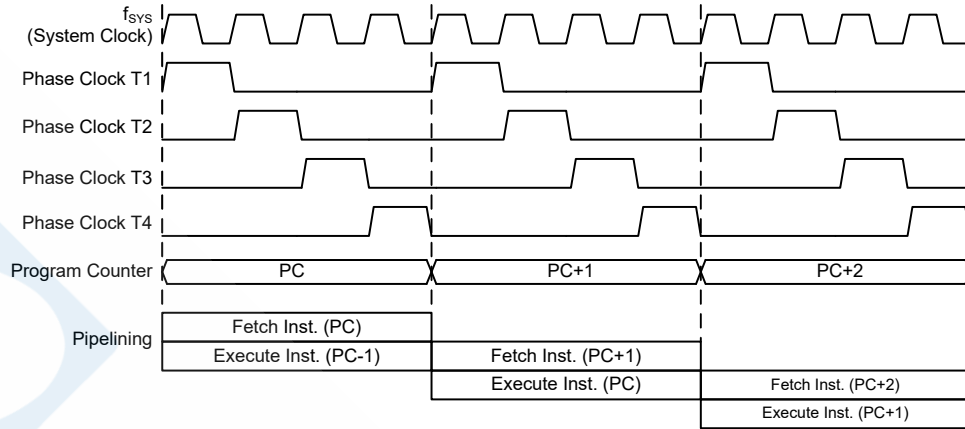 fSYS
(System Clock)
Phase Clock T1
Phase Clock T2
Phase Clock T3
Phase Clock T4
Program Counter PC PC+1 PC+2
Pipelining
Fetch Inst. (PC)
Execute Inst. (PC-1) Fetch Inst. (PC+1)
Execute Inst. (PC) Fetch Inst. (PC+2)
Execute Inst. (PC+1)